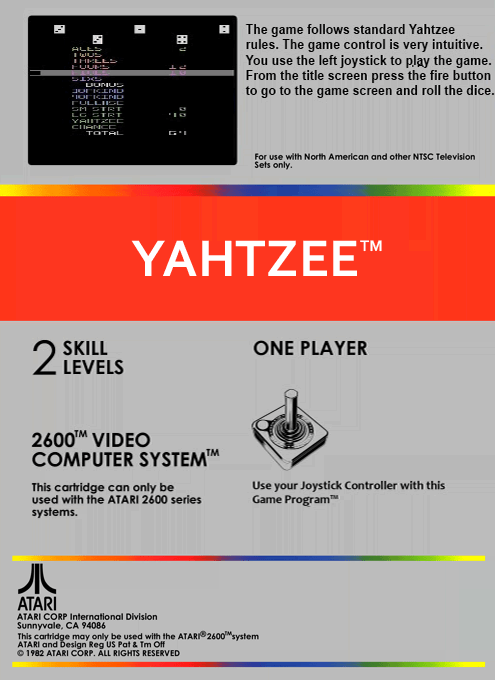 ACES 2
TWOS
THREES
FOURS 12
FIVES 10
SIXS
BONUS
3OFKIND
4OFKIND
FULLHSE
SM STRT 0
LG STRT 40
YAHTZEE
CHANCE
TOTAL 64
The game follows standard Yahtzee
rules. The game control is very intuitive.
You use the left joystick to play the game.
From the title screen press the fire button
to go to the game screen and roll the dice.
For use with North American and other NTSC Television
Sets only.
YAHTZEE™
2 SKILL
LEVELS
ONE PLAYER
2600™ VIDEO
COMPUTER SYSTEM™
This cartridge can only be
used with the ATARI 2600 series
systems.
Use your Joystick Controller with this
Game Program™
ATARI
ATARI CORP International Division
Sunnyvale, CA 94086
This cartridge may only be used with the ATARI®2600™system
ATARI and Design Reg US Pat & Tm Off
© 1982 ATARI CORP. ALL RIGHTS RESERVED